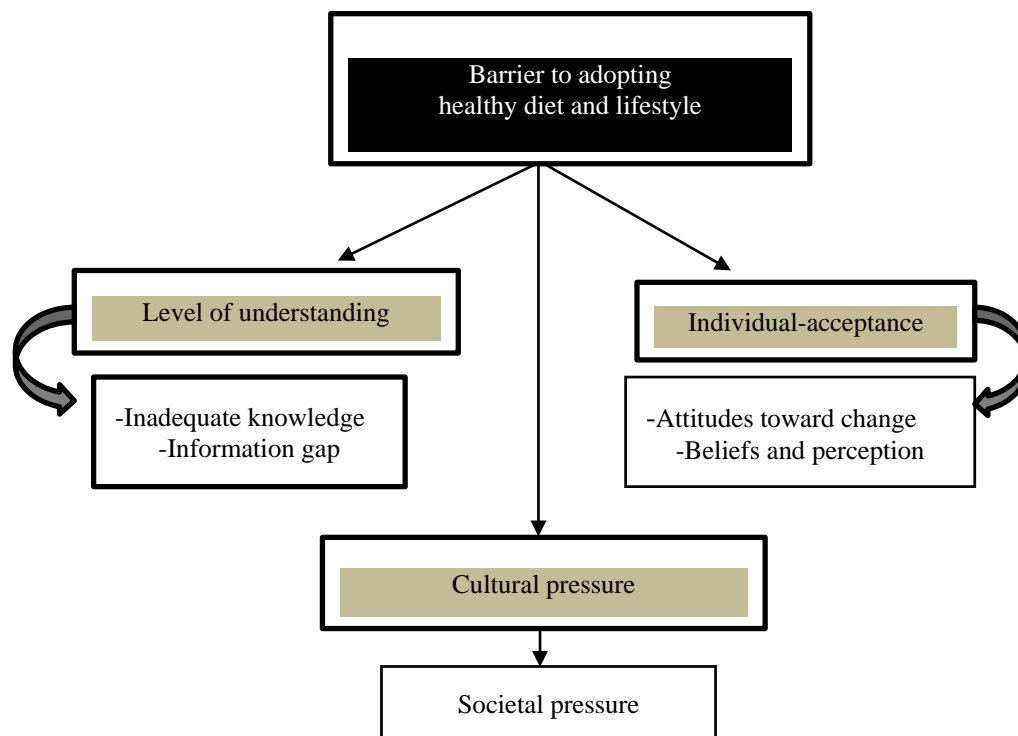 Barrier to adopting
healthy diet and lifestyle
Level of understanding
Individual-acceptance
-Inadequate knowledge
-Information gap
-Attitudes toward change
-Beliefs and perception
Cultural pressure
Societal pressure